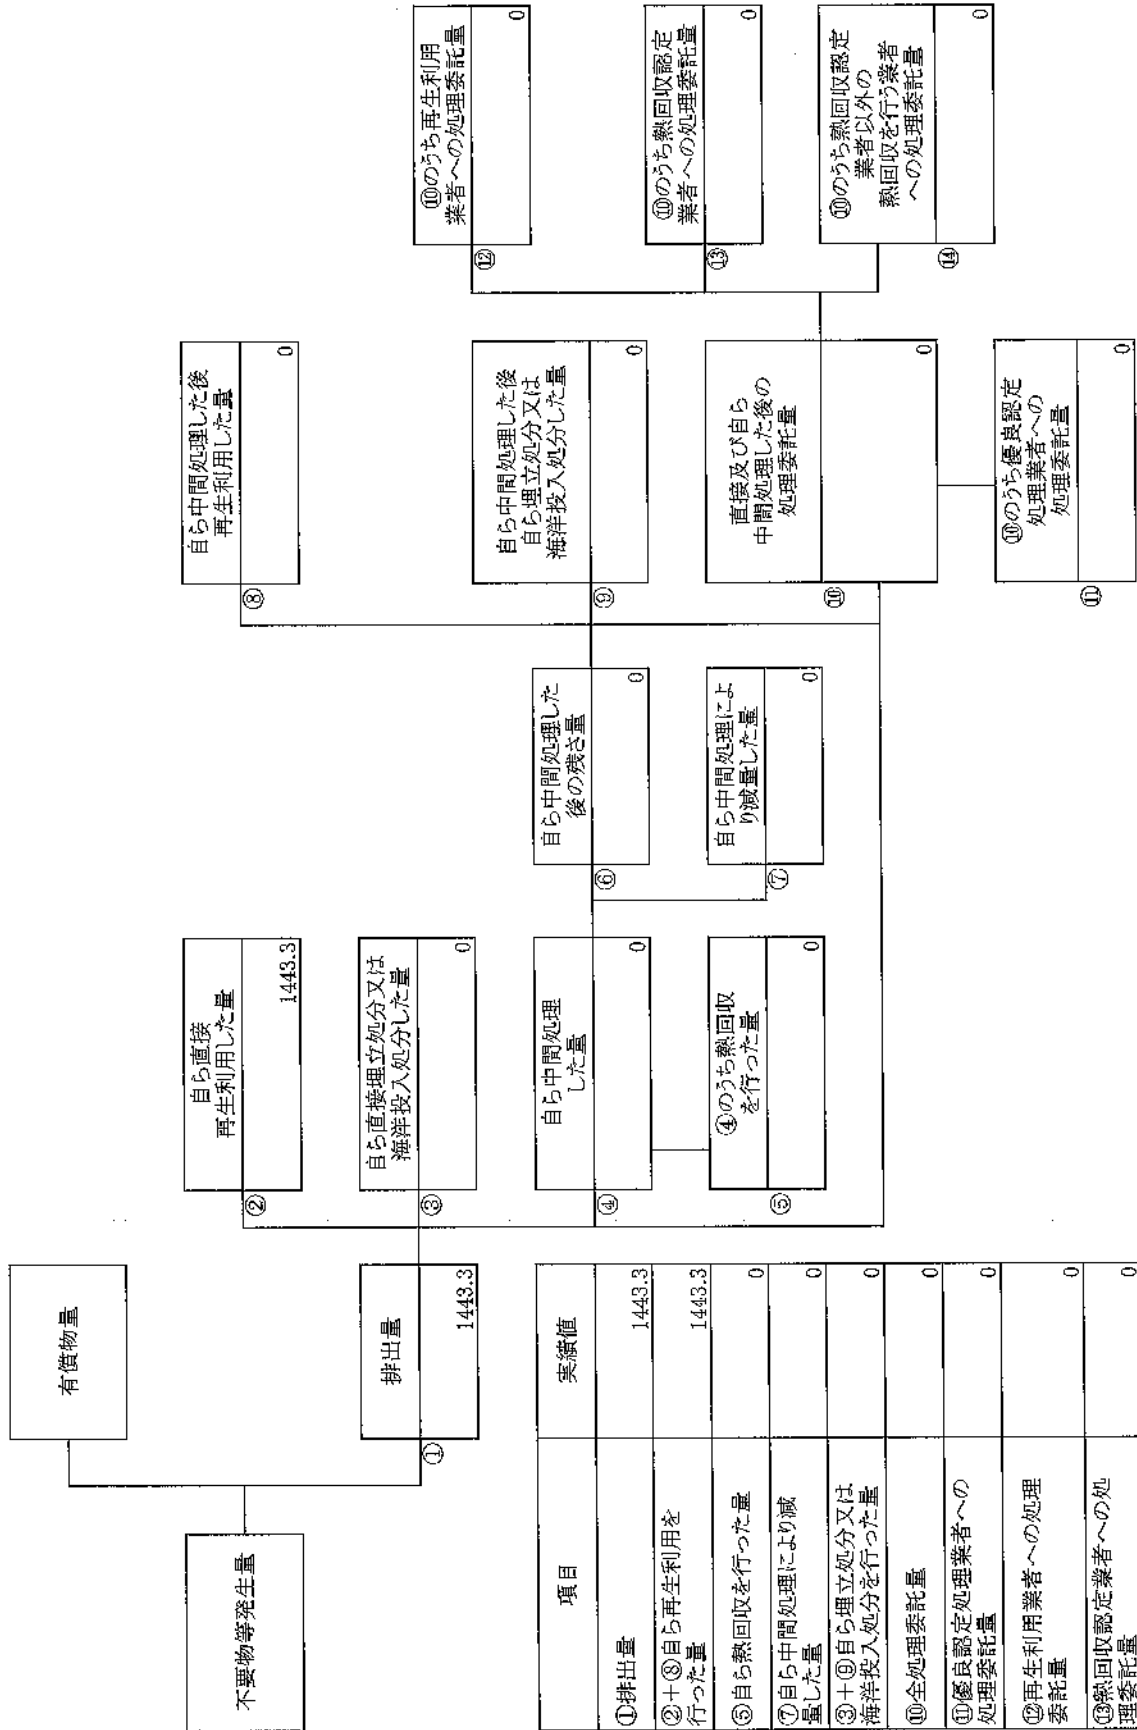 不要物等発生量
有償物量
排出量
①
1443.3
自ら直接
再生利用した量
②
1443.3
自ら直接埋立処分又は
海洋投入処分した量
③
0
自ら中間処理
した量
④
0
④のうち熱回収
を行った量
⑤
0
自ら中間処理した
後の残さ量
⑥
0
自ら中間処理によ
り減量した量
⑦
0
自ら中間処理した後
再生利用した量
⑧
0
自ら中間処理した後
自ら埋立処分又は
海洋投入処分した量
⑨
0
直接及び自ら
中間処理した後の
処理委託量
⑩
0
⑩のうち優良認定
処理業者への
処理委託量
⑪
0
⑩のうち再生利用
業者への処理委託量
⑫
0
⑩のうち熱回収認定
業者への処理委託量
⑬
0
⑩のうち熱回収認定
業者以外の
熱回収を行う業者
への処理委託量
⑭
0
項目 実績値
①排出量 1443.3
②+⑧自ら再生利用を
行った量 1443.3
⑤自ら熱回収を行った量 0
⑦自ら中間処理により減
量した量 0
③+⑨自ら埋立処分又は
海洋投入処分を行った量 0
⑩全処理委託量 0
⑪優良認定処理業者への
処理委託量 0
⑫再生利用業者への処理
委託量 0
⑬熱回収認定業者への処
理委託量 0